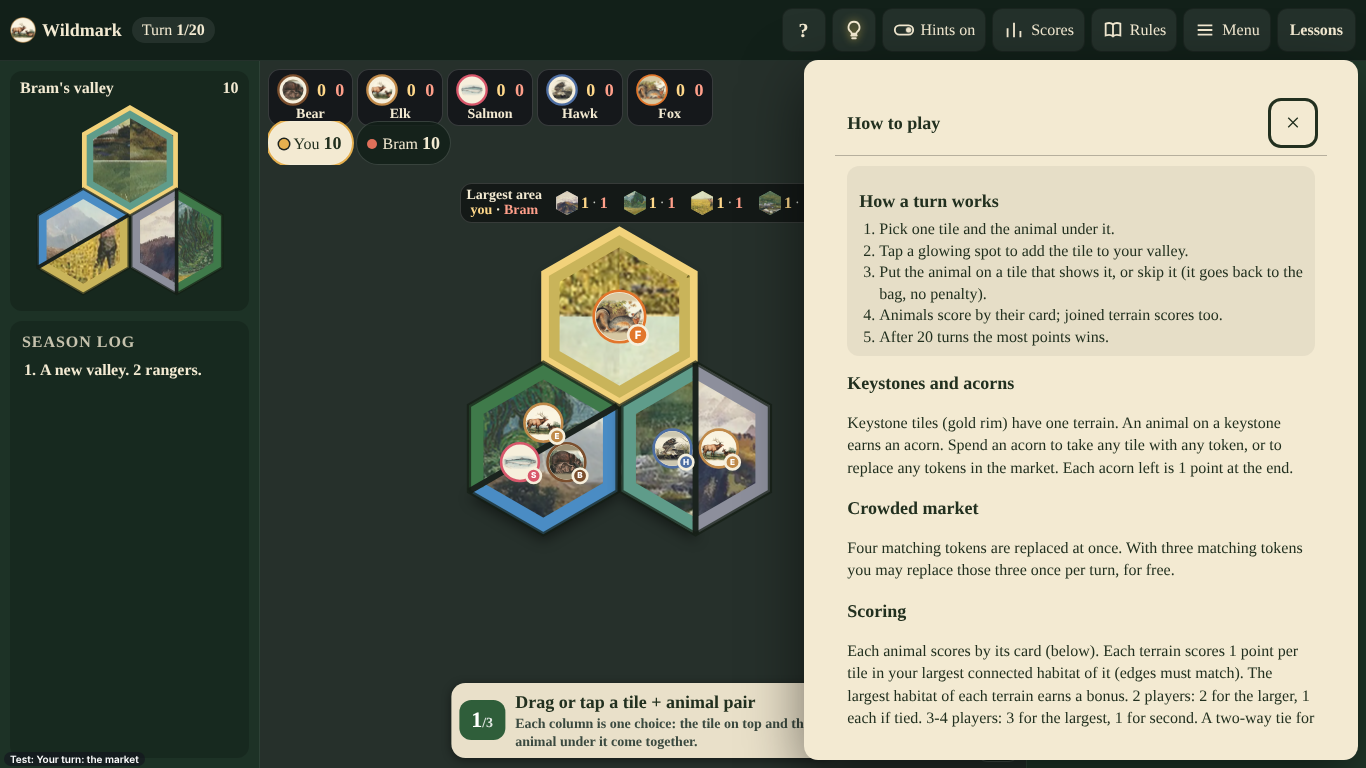 Wildmark
Turn 1/20
?
Hints on
Scores
Rules
Menu
Lessons
Bram's valley
10
SEASON LOG
1. A new valley. 2 rangers.
0 0
Bear
0 0
Elk
0 0
Salmon
0 0
Hawk
0 0
Fox
You 10
Bram 10
Largest area
you · Bram
1 · 1
1 · 1
1 · 1
1 ·
F
E
S
B
H
E
1/3
Drag or tap a tile + animal pair
Each column is one choice: the tile on top and th
animal under it come together.
How to play
×
How a turn works
1. Pick one tile and the animal under it.
2. Tap a glowing spot to add the tile to your valley.
3. Put the animal on a tile that shows it, or skip it (it goes back to the
bag, no penalty).
4. Animals score by their card; joined terrain scores too.
5. After 20 turns the most points wins.
Keystones and acorns
Keystone tiles (gold rim) have one terrain. An animal on a keystone
earns an acorn. Spend an acorn to take any tile with any token, or to
replace any tokens in the market. Each acorn left is 1 point at the end.
Crowded market
Four matching tokens are replaced at once. With three matching tokens
you may replace those three once per turn, for free.
Scoring
Each animal scores by its card (below). Each terrain scores 1 point per
tile in your largest connected habitat of it (edges must match). The
largest habitat of each terrain earns a bonus. 2 players: 2 for the larger, 1
each if tied. 3-4 players: 3 for the largest, 1 for second. A two-way tie for
Test: Your turn: the market